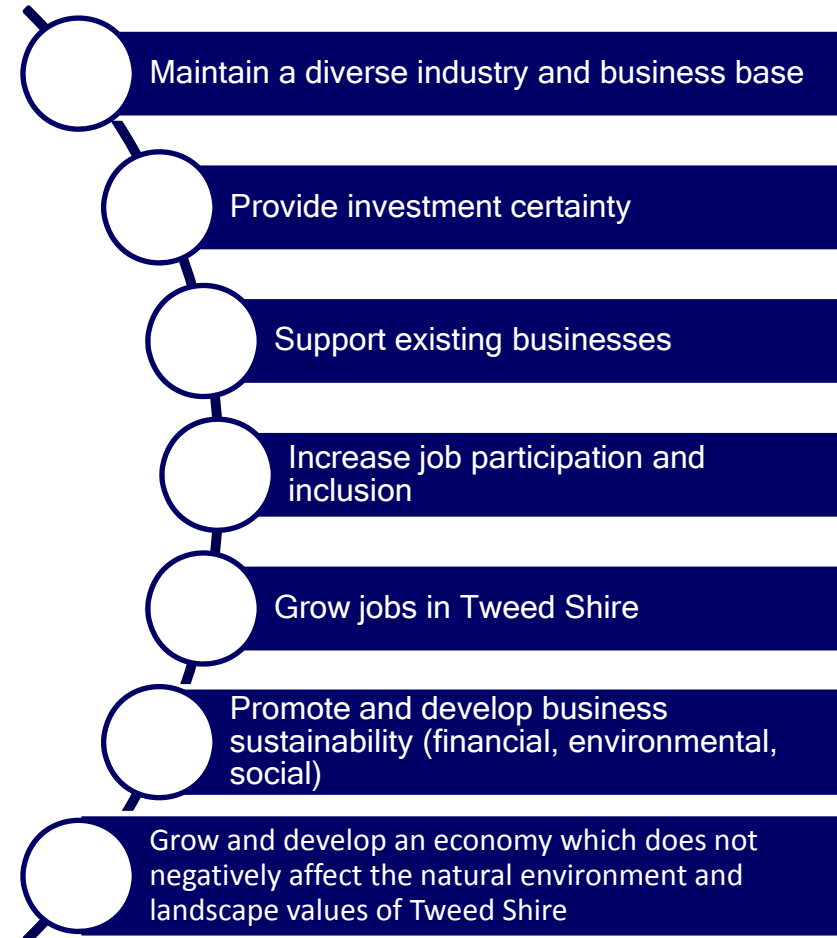 Maintain a diverse industry and business base
Provide investment certainty
Support existing businesses
Increase job participation and
inclusion
Grow jobs in Tweed Shire
Promote and develop business
sustainability (financial, environmental,
social)
Grow and develop an economy which does not
negatively affect the natural environment and
landscape values of Tweed Shire